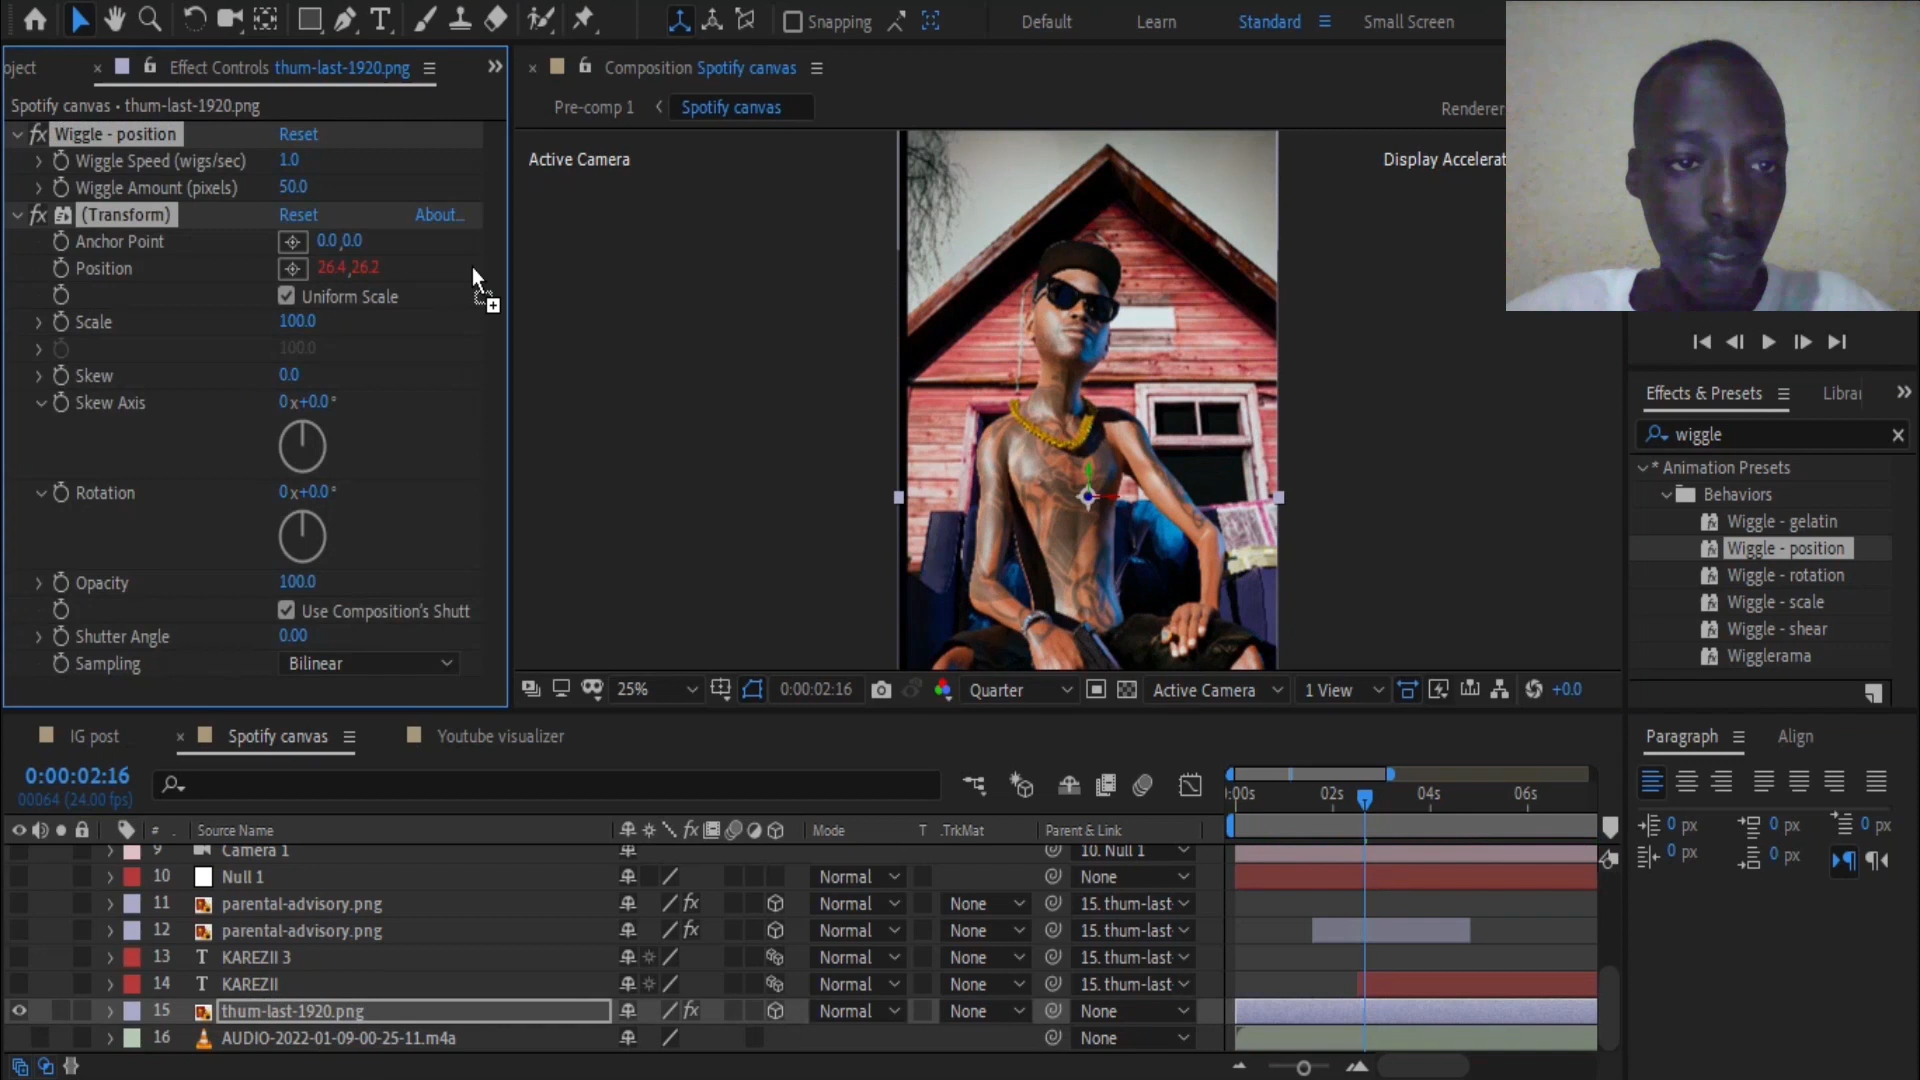 Snapping
Default
Learn
Standard
Small Screen
oject
Effect Controls thum-last-1920.png
Composition Spotify canvas
Spotify canvas • thum-last-1920.png
Pre-comp 1
Spotify canvas
Renderer
Wiggle - position Reset
Active Camera
Display Accelerat
Wiggle Speed (wigs/sec) 1.0
Wiggle Amount (pixels) 50.0
(Transform) Reset About...
Anchor Point 0.0,0.0
Position 26.4,26.2
Uniform Scale
Scale 100.0
100.0
Skew 0.0
Skew Axis 0x+0.0°
Rotation 0x+0.0°
Opacity 100.0
Use Composition's Shutt
Shutter Angle 0.00
Sampling Bilinear
Effects & Presets
Librar
wiggle
* Animation Presets
Behaviors
Wiggle - gelatin
Wiggle - position
Wiggle - rotation
Wiggle - scale
Wiggle - shear
Wigglerama
25%
0:00:02:16
Quarter
Active Camera
1 View
+0.0
IG post
Spotify canvas
Youtube visualizer
Paragraph
Align
0:00:02:16
00064 (24.00 fps)
:00s
02s
04s
06s
# Source Name Mode T .TrkMat Parent & Link
9 Camera 1 10. Null 1
10 Null 1 Normal None
11 parental-advisory.png Normal None 15. thum-last
12 parental-advisory.png Normal None 15. thum-last
13 T KAREZII 3 Normal None 15. thum-last
14 T KAREZII Normal None 15. thum-last
15 thum-last-1920.png Normal None None
16 AUDIO-2022-01-09-00-25-11.m4a None
0 px 0 px 0 px
0 px 0 px